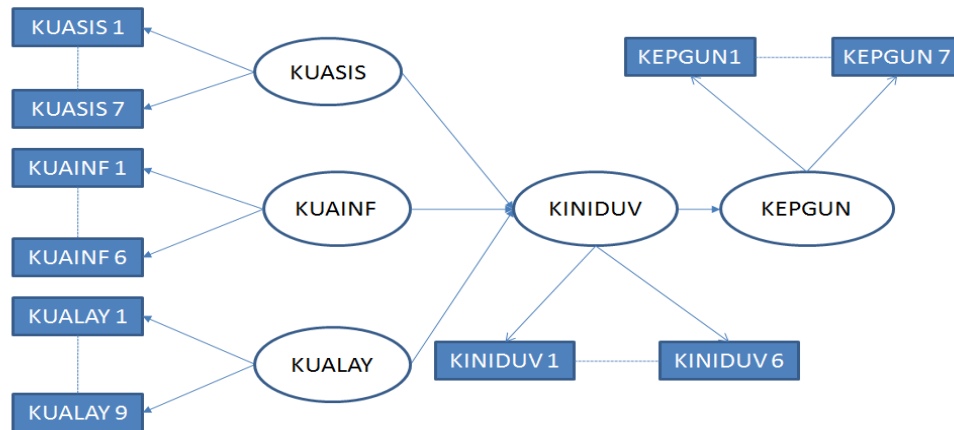 KUASIS 1
KUASIS 7
KUAINF 1
KUAINF 6
KUALAY 1
KUALAY 9
KUASIS
KUAINF
KUALAY
KINIDUV
KINIDUV 1
KINIDUV 6
KEPGUN
KEPGUN1
KEPGUN 7